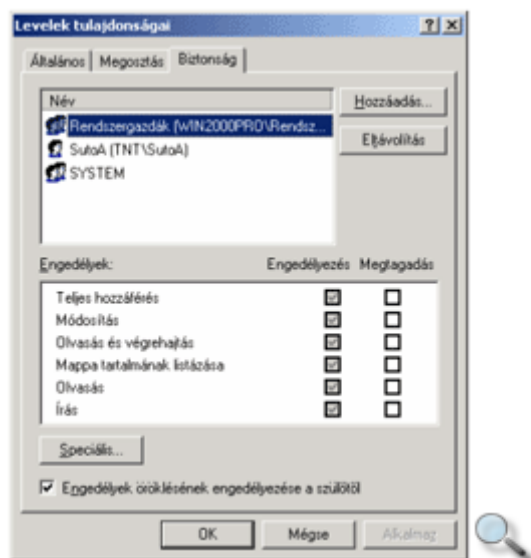 Levelek tulajdonságai
Általános Megosztás Biztonság
Név
Hozzáadás...
Rendszergazdák (WIN2000PRO\Rendsz...
Eltávolítás
SutoA (TNT\SutoA)
SYSTEM
Engedélyek: Engedélyezés Megtagadás
Teljes hozzáférés
Módosítás
Olvasás és végrehajtás
Mappa tartalmának listázása
Olvasás
Írás
Speciális...
Engedélyek öröklésének engedélyezése a szülőtől
OK Mégse Alkalmaz